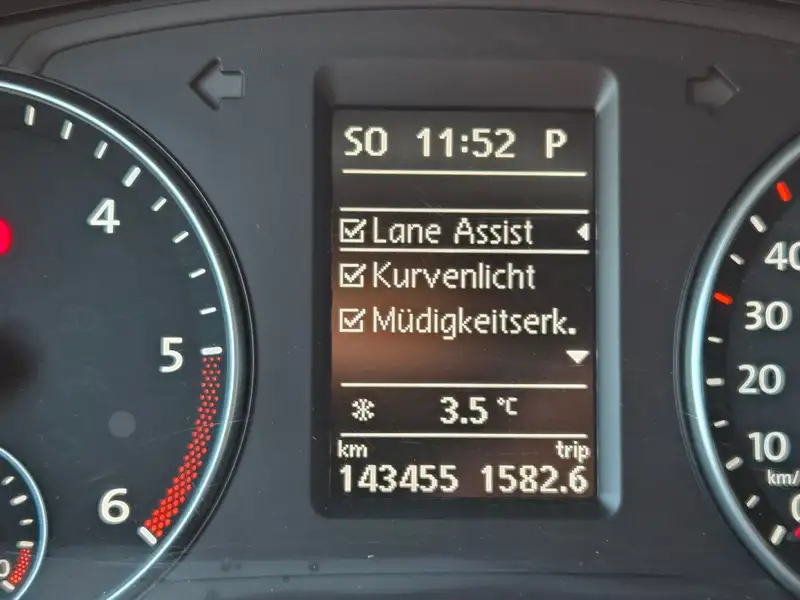 SO 11:52 P
Lane Assist
Kurvenlicht
Müdigkeitserk.
3.5 °C
km trip
143455 1582.6
4
5
6
40
30
20
10
km/
0